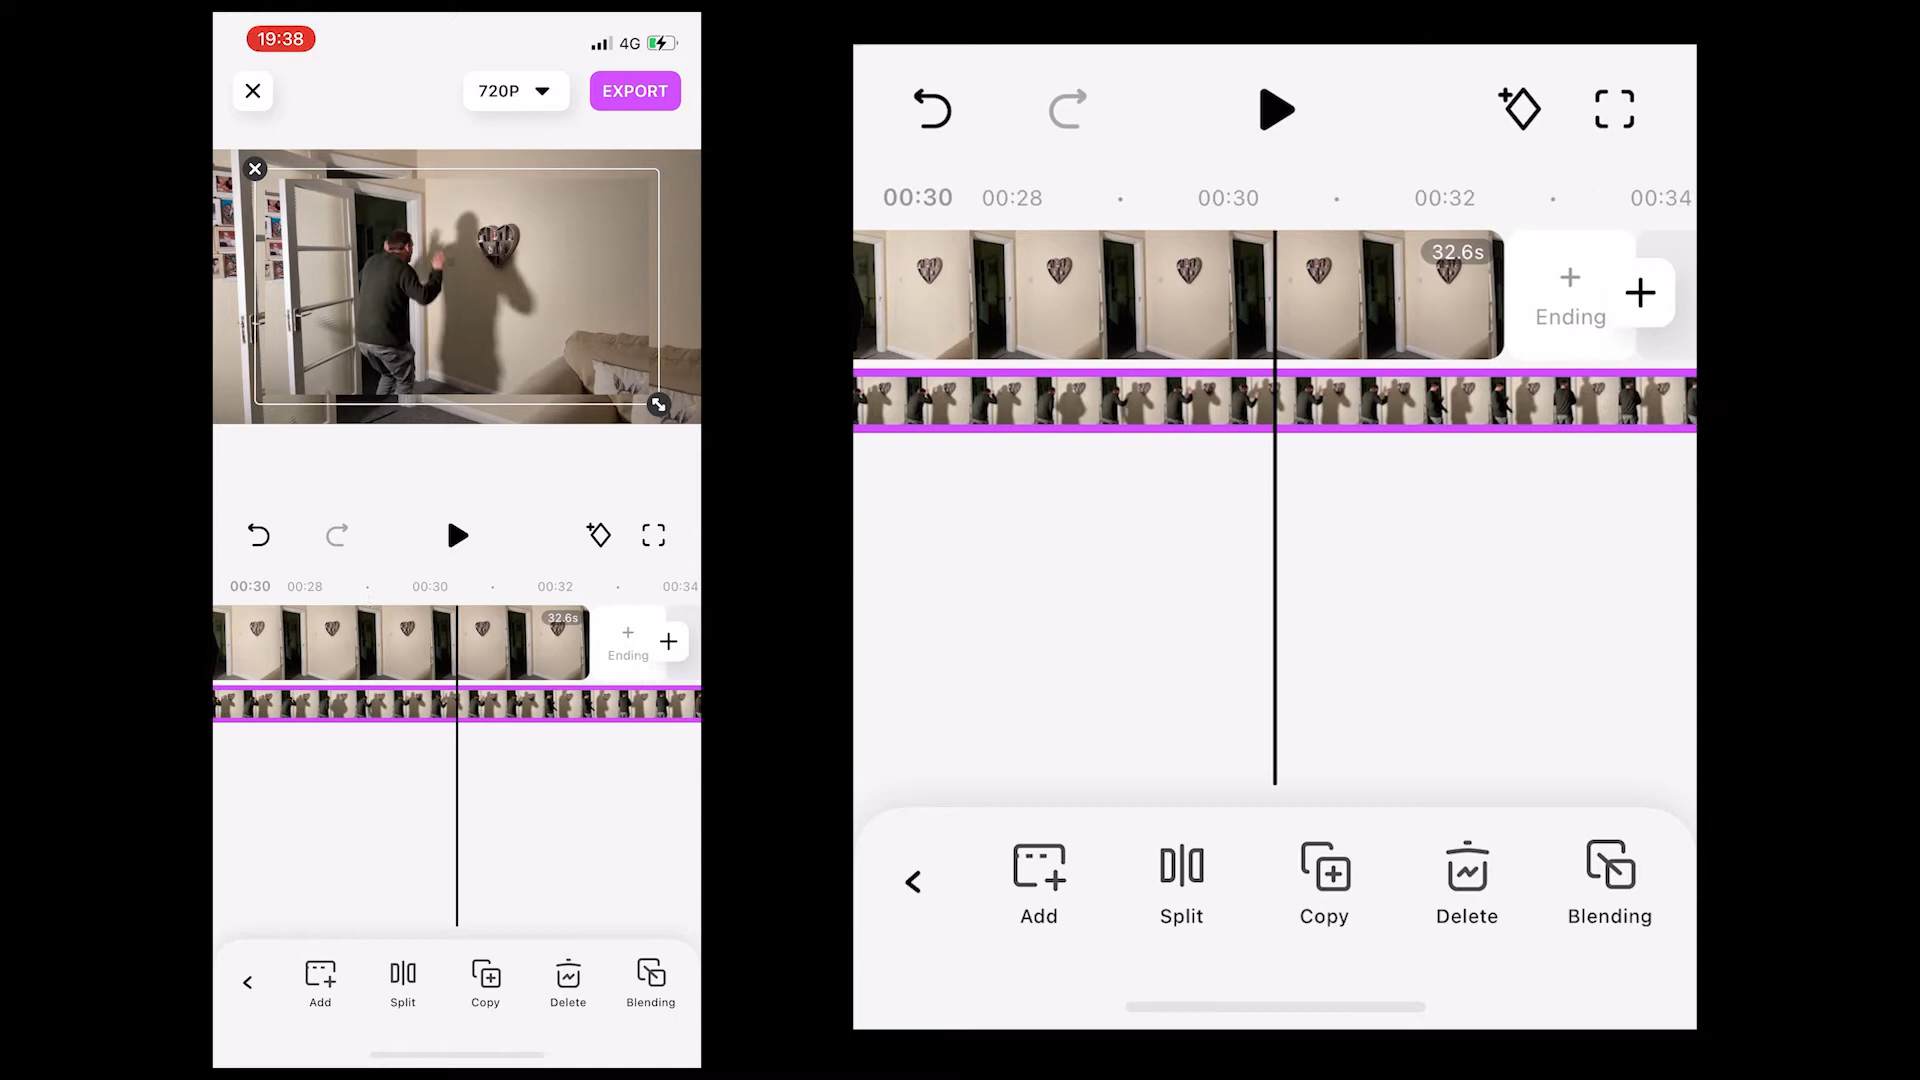 19:38
4G
720P
EXPORT
00:30 00:28 00:30 00:32 00:34
32.6s
Ending
Add Split Copy Delete Blending
00:30 00:28 00:30 00:32 00:34
32.6s
Ending
Add Split Copy Delete Blending